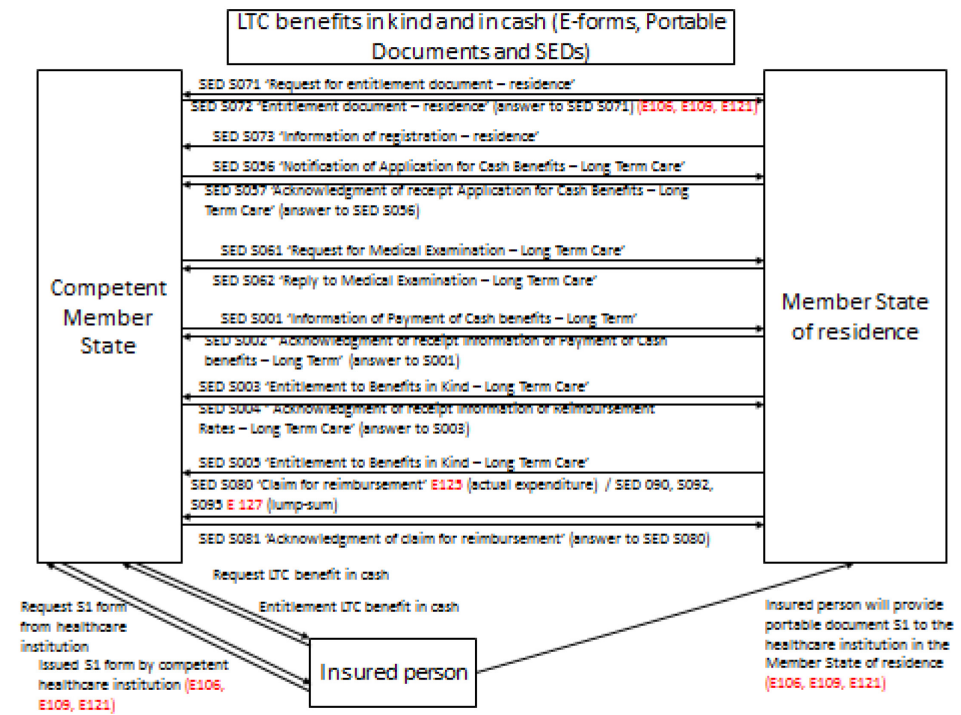 LTC benefits in kind and in cash (E-forms, Portable
Documents and SEDs)
SED S071 "Request for entitlement document – residence"
SED S072 "Entitlement document – residence" (answer to SED S071) (E106, E109, E121)
SED S073 "Information of registration – residence"
SED S056 "Notification of Application for Cash Benefits – Long Term Care"
SED S057 "Acknowledgment of receipt Application for Cash Benefits – Long
Term Care" (answer to SED S056)
SED S061 "Request for Medical Examination – Long Term Care"
SED S062 "Reply to Medical Examination – Long Term Care"
Competent
Member
State
Member State
of residence
SED S001 "Information of Payment of Cash benefits – Long Term"
SED S002 " Acknowledgment of receipt Information of Payment of Cash
benefits – Long Term" (answer to S001)
SED S003 "Entitlement to Benefits in Kind – Long Term Care"
SED S004 " Acknowledgment of receipt Information of Reimbursement
Rates – Long Term Care" (answer to S003)
SED S005 "Entitlement to Benefits in Kind – Long Term Care"
SED S080 "Claim for reimbursement" E125 (actual expenditure) / SED 090, S092,
S095 E 127 (lump-sum)
SED S081 "Acknowledgment of claim for reimbursement" (answer to SED S080)
Request LTC benefit in cash
Entitlement LTC benefit in cash
Request S1 form
from healthcare
institution
Issued S1 form by competent
healthcare institution (E106,
E109, E121)
Insured person
Insured person will provide
portable document S1 to the
healthcare institution in the
Member State of residence
(E106, E109, E121)